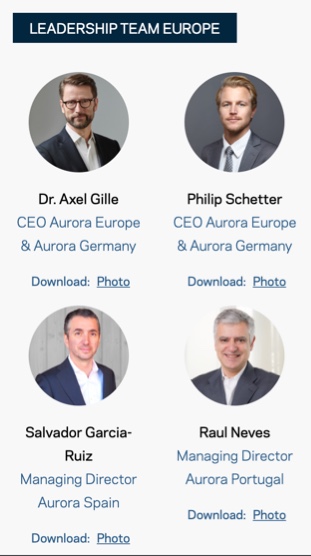 LEADERSHIP TEAM EUROPE
Dr. Axel Gille
CEO Aurora Europe
& Aurora Germany
Download: Photo
Philip Schetter
CEO Aurora Europe
& Aurora Germany
Download: Photo
Salvador Garcia-
Ruiz
Managing Director
Aurora Spain
Download: Photo
Raul Neves
Managing Director
Aurora Portugal
Download: Photo